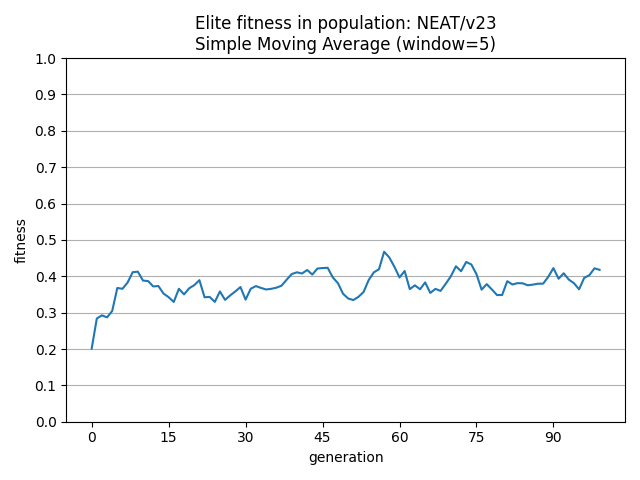 Elite fitness in population: NEAT/v23
Simple Moving Average (window=5)
1.0
0.9
0.8
0.7
0.6
0.5
0.4
0.3
0.2
0.1
0.0
fitness
0 15 30 45 60 75 90
generation